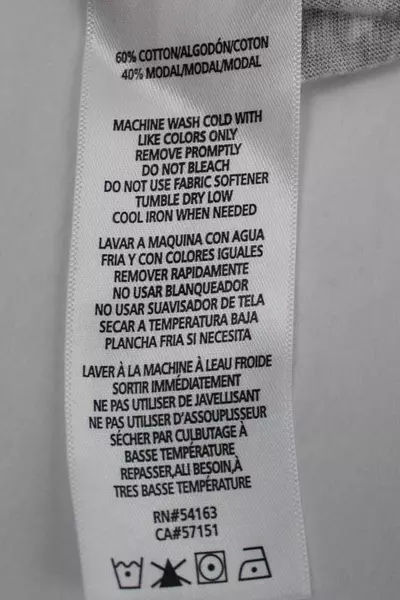 60% COTTON/ALGODÓN/COTON
40% MODAL/MODAL/MODAL
MACHINE WASH COLD WITH
LIKE COLORS ONLY
REMOVE PROMPTLY
DO NOT BLEACH
DO NOT USE FABRIC SOFTENER
TUMBLE DRY LOW
COOL IRON WHEN NEEDED
LAVAR A MAQUINA CON AGUA
FRIA Y CON COLORES IGUALES
REMOVER RAPIDAMENTE
NO USAR BLANQUEADOR
NO USAR SUAVISADOR DE TELA
SECAR A TEMPERATURA BAJA
PLANCHA FRIA SI NECESITA
LAVER À LA MACHINE À LEAU FROIDE
SORTIR IMMÉDIATEMENT
NE PAS UTILISER DE JAVELLISANT
NE PAS UTILISER D'ASSOUPLISEUR
SÉCHER PAR CULBUTAGE À
BASSE TEMPÉRATURE
REPASSER,ALI BESOIN,À
TRES BASSE TEMPÉRATURE
RN#54163
CA#57151